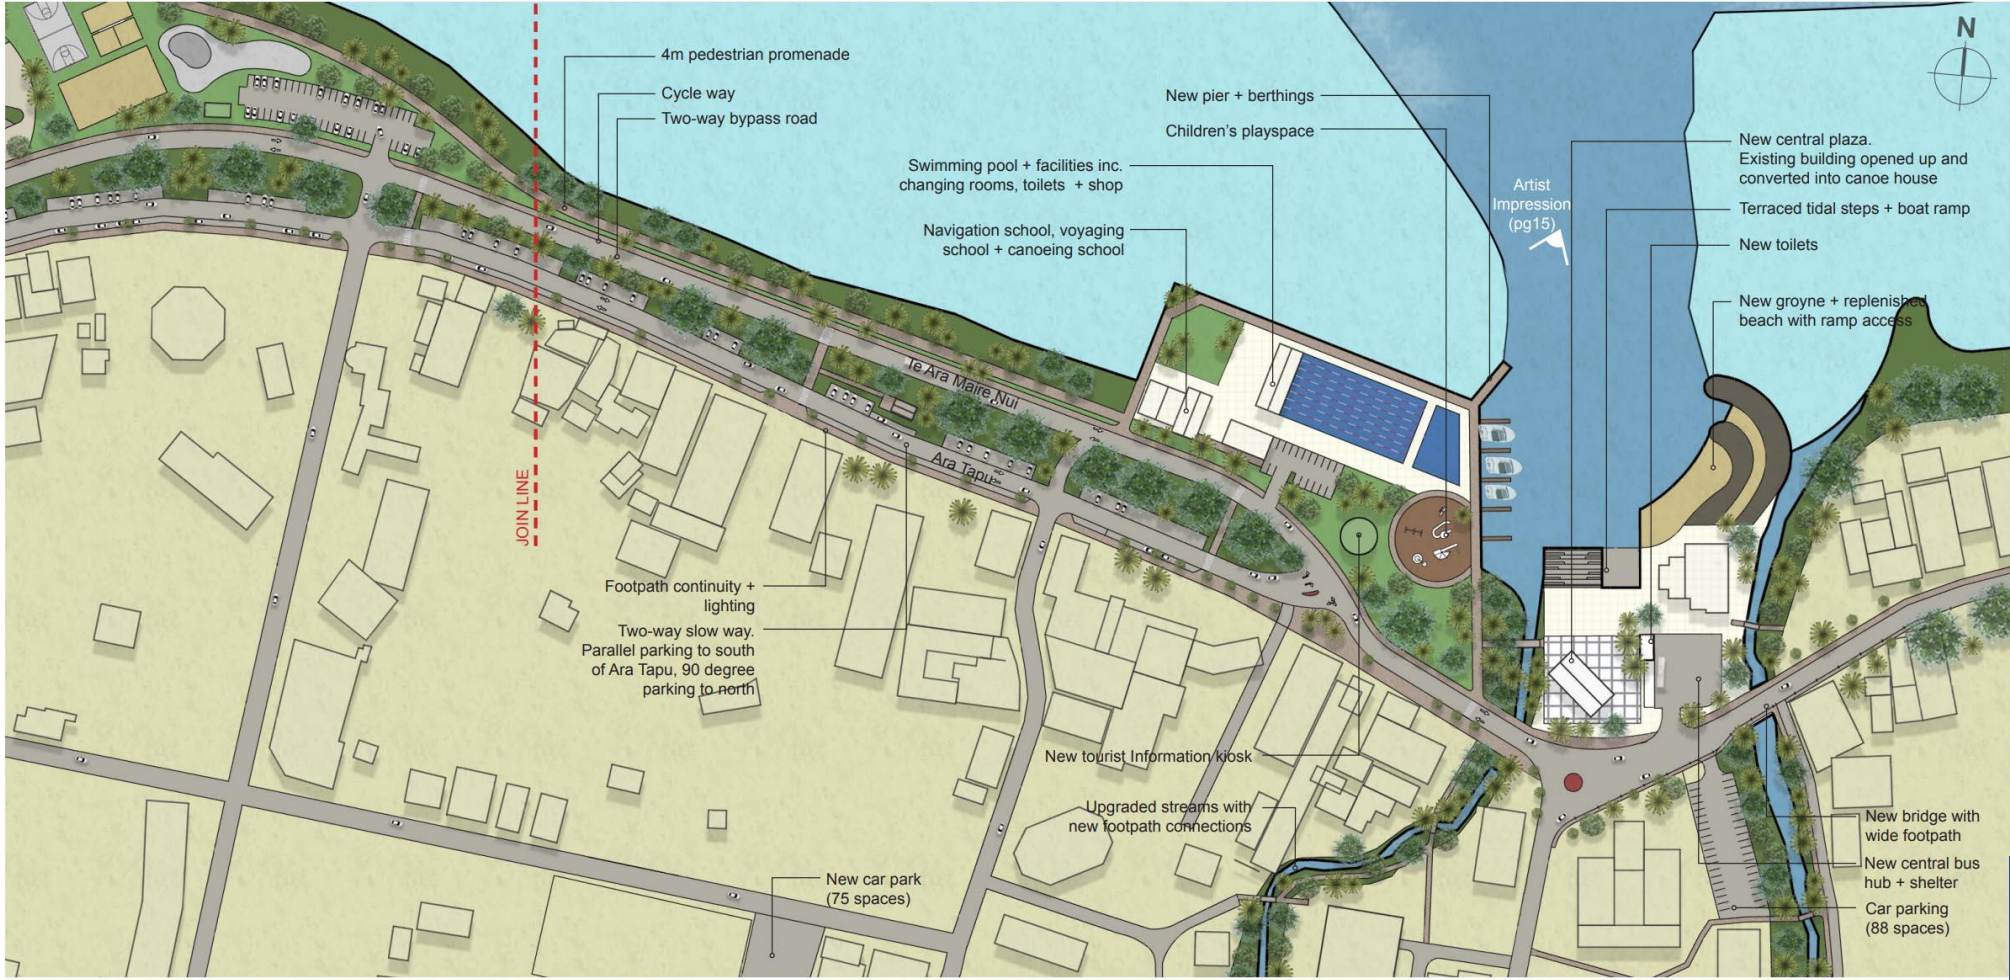 4m pedestrian promenade
Cycle way
Two-way bypass road
JOIN LINE
New pier + berthings
Children's playspace
Swimming pool + facilities inc.
changing rooms, toilets + shop
Navigation school, voyaging
school + canoeing school
Artist
Impression
(pg15)
N
New central plaza.
Existing building opened up and
converted into canoe house
Terraced tidal steps + boat ramp
New toilets
New groyne + replenished
beach with ramp access
Te Ara Maire Nui
Ara Tapu
Footpath continuity +
lighting
Two-way slow way.
Parallel parking to south
of Ara Tapu, 90 degree
parking to north
New tourist Information kiosk
Upgraded streams with
new footpath connections
New car park
(75 spaces)
New bridge with
wide footpath
New central bus
hub + shelter
Car parking
(88 spaces)